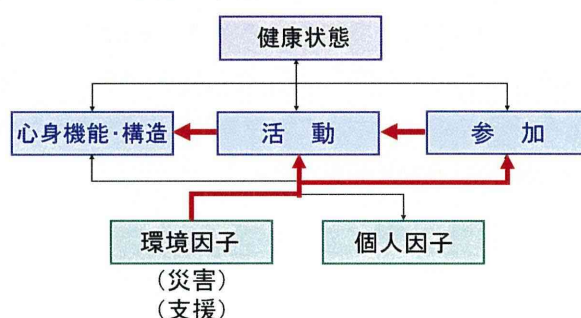 健康状態
心身機能・構造
活動
参加
環境因子
個人因子
(災害)
(支援)